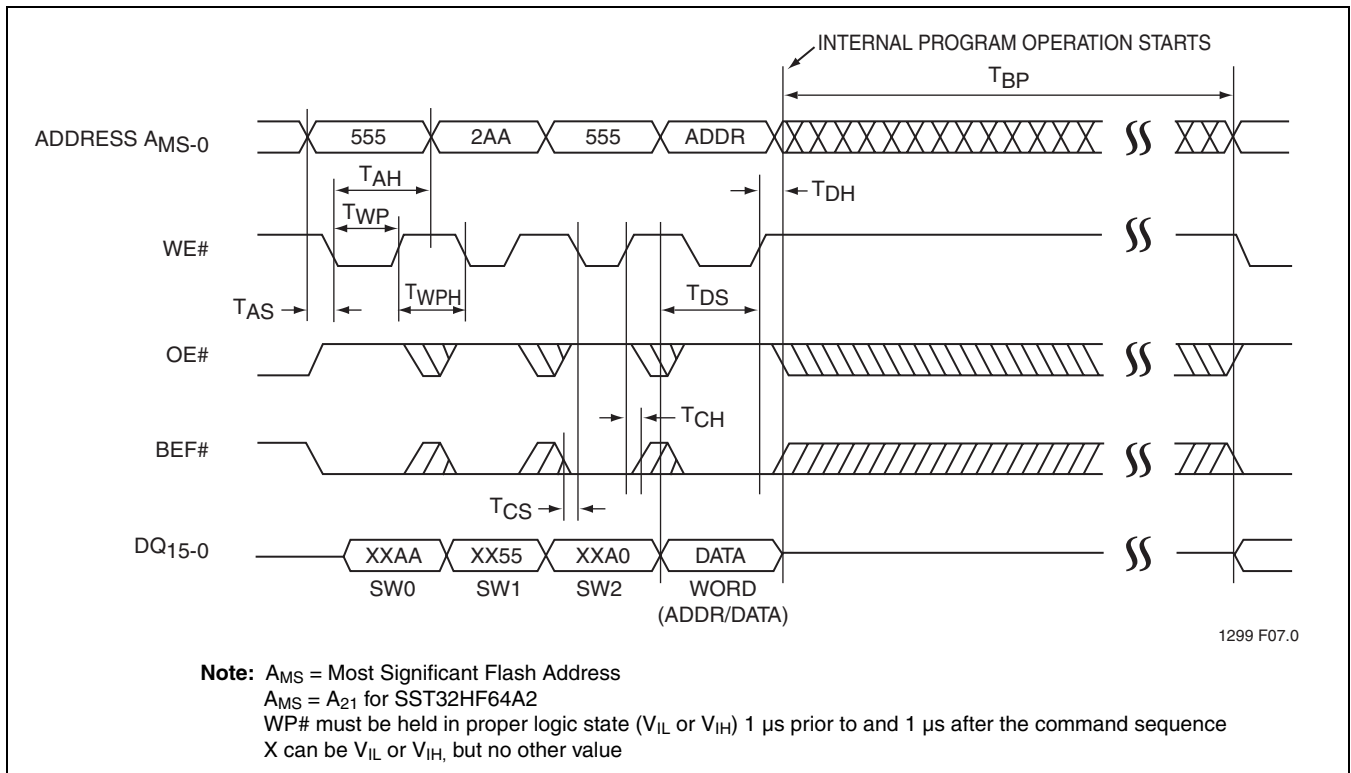 INTERNAL PROGRAM OPERATION STARTS
TBP
ADDRESS AMS-0
555
2AA
555
ADDR
TAH
TDH
TWP
WE#
TWPH
TDS
TAS
OE#
TCH
BEF#
TCS
DQ15-0
XXAA
XX55
XXA0
DATA
SW0
SW1
SW2
WORD
(ADDR/DATA)
1299 F07.0
Note: AMS = Most Significant Flash Address
AMS = A21 for SST32HF64A2
WP# must be held in proper logic state (VIL or VIH) 1 µs prior to and 1 µs after the command sequence
X can be VIL or VIH, but no other value